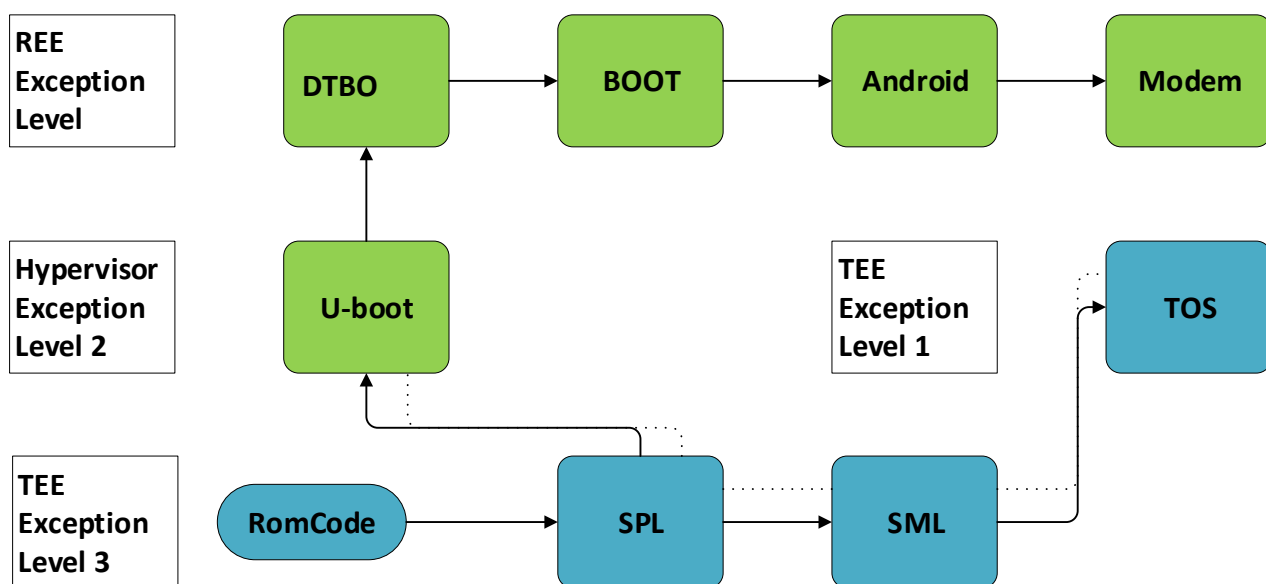 REE
Exception
Level
DTBO
BOOT
Android
Modem
Hypervisor
Exception
Level 2
U-boot
TEE
Exception
Level 1
TOS
TEE
Exception
Level 3
RomCode
SPL
SML